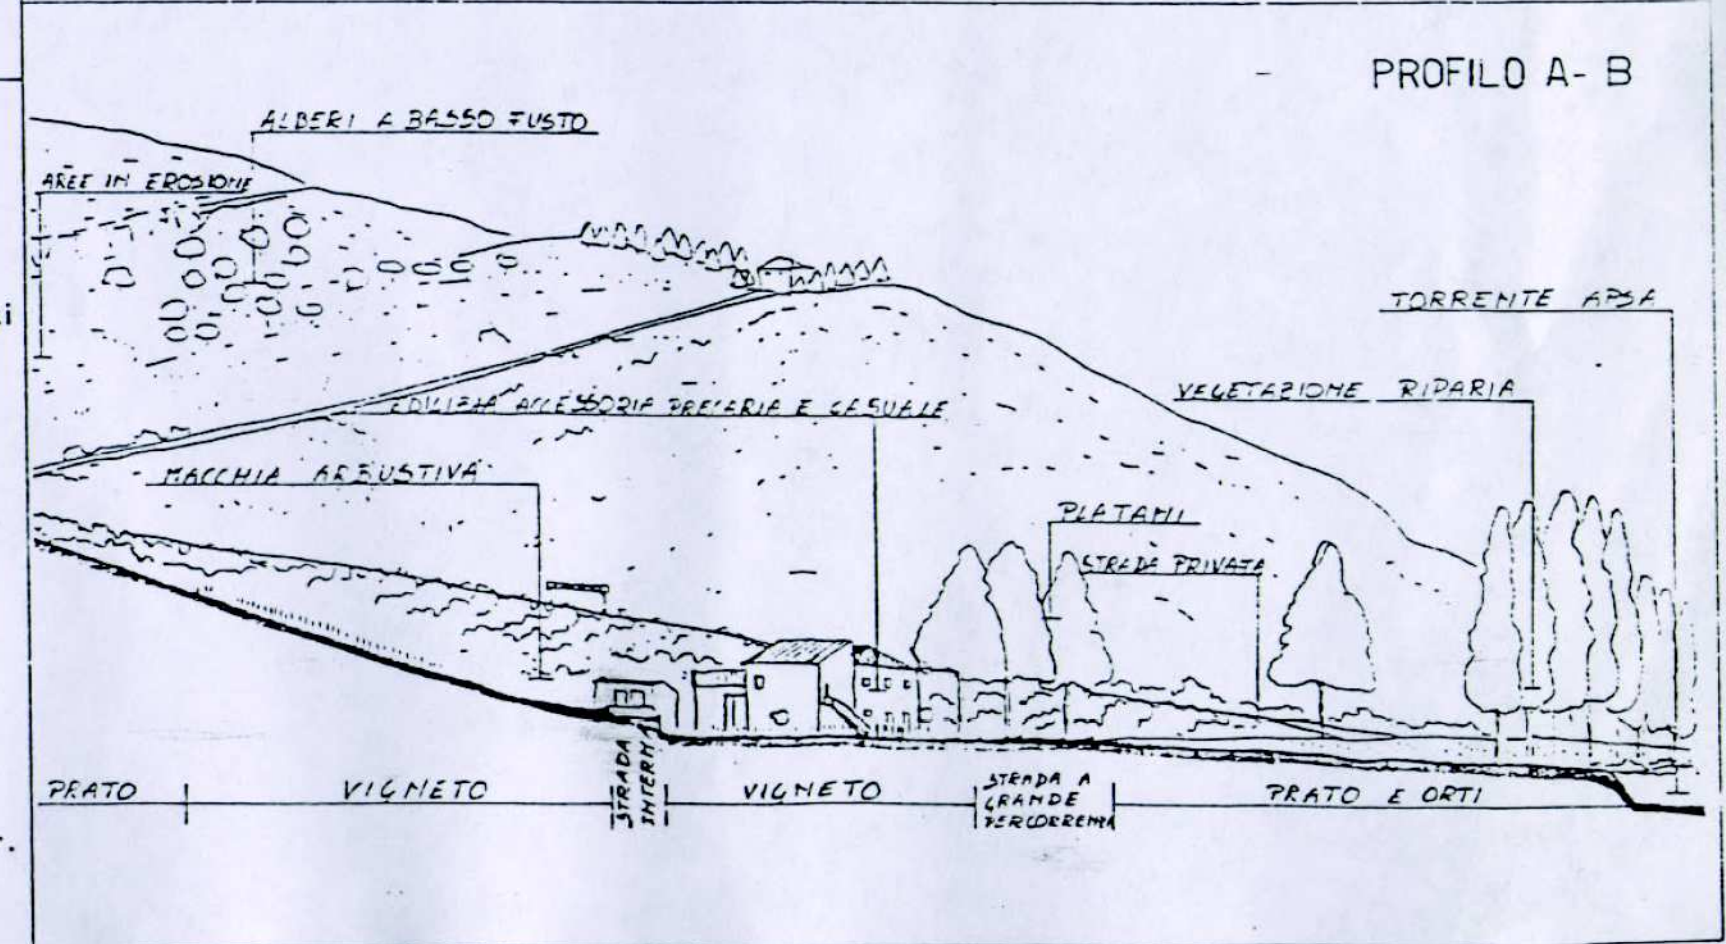 PROFILO A- B
ALBERI A BASSO FUSTO
AREE IN EROSIONE
TORRENTE APSA
VEGETAZIONE RIPARIA
EDILIZIA ACCESSORIA PRECARIA E CASUALE
MACCHIA ARBUSTIVA
PLATANI
STRADA PRIVATA
PRATO
VIGNETO
STRADA
INTERNA
VIGNETO
STRADA A
GRANDE
PERCORRENZA
PRATO E ORTI